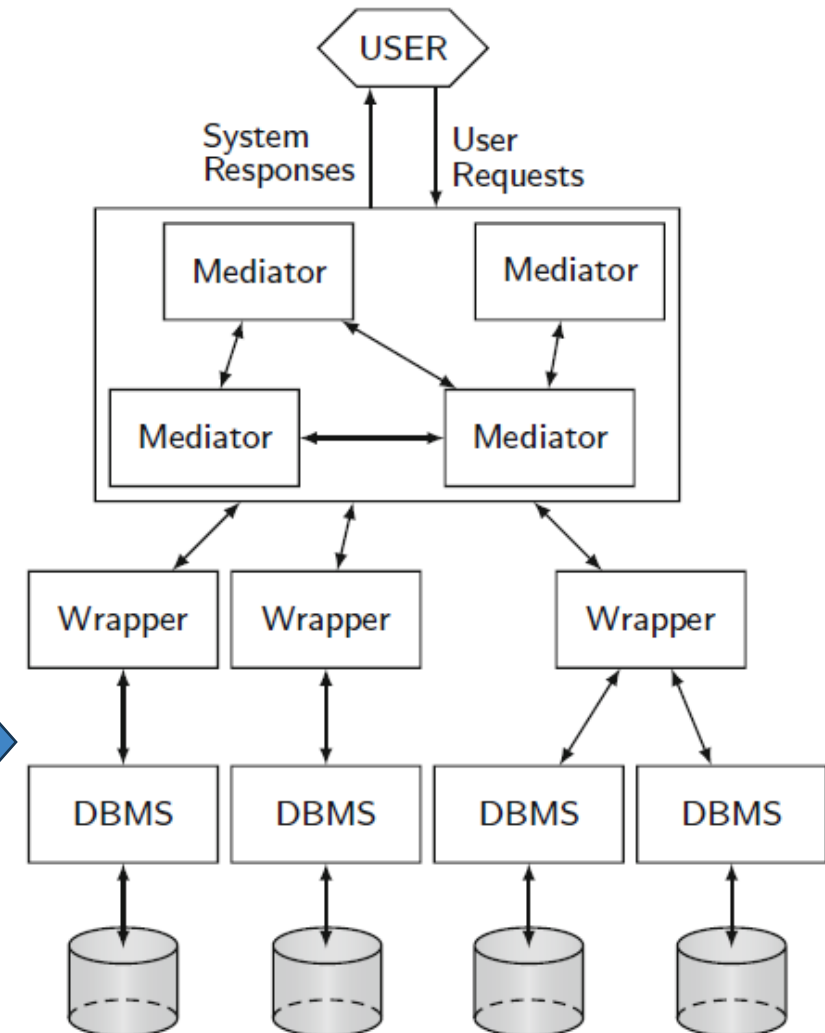 USER
System
Responses
User
Requests
Mediator
Mediator
Mediator
Mediator
Wrapper
Wrapper
Wrapper
DBMS
DBMS
DBMS
DBMS